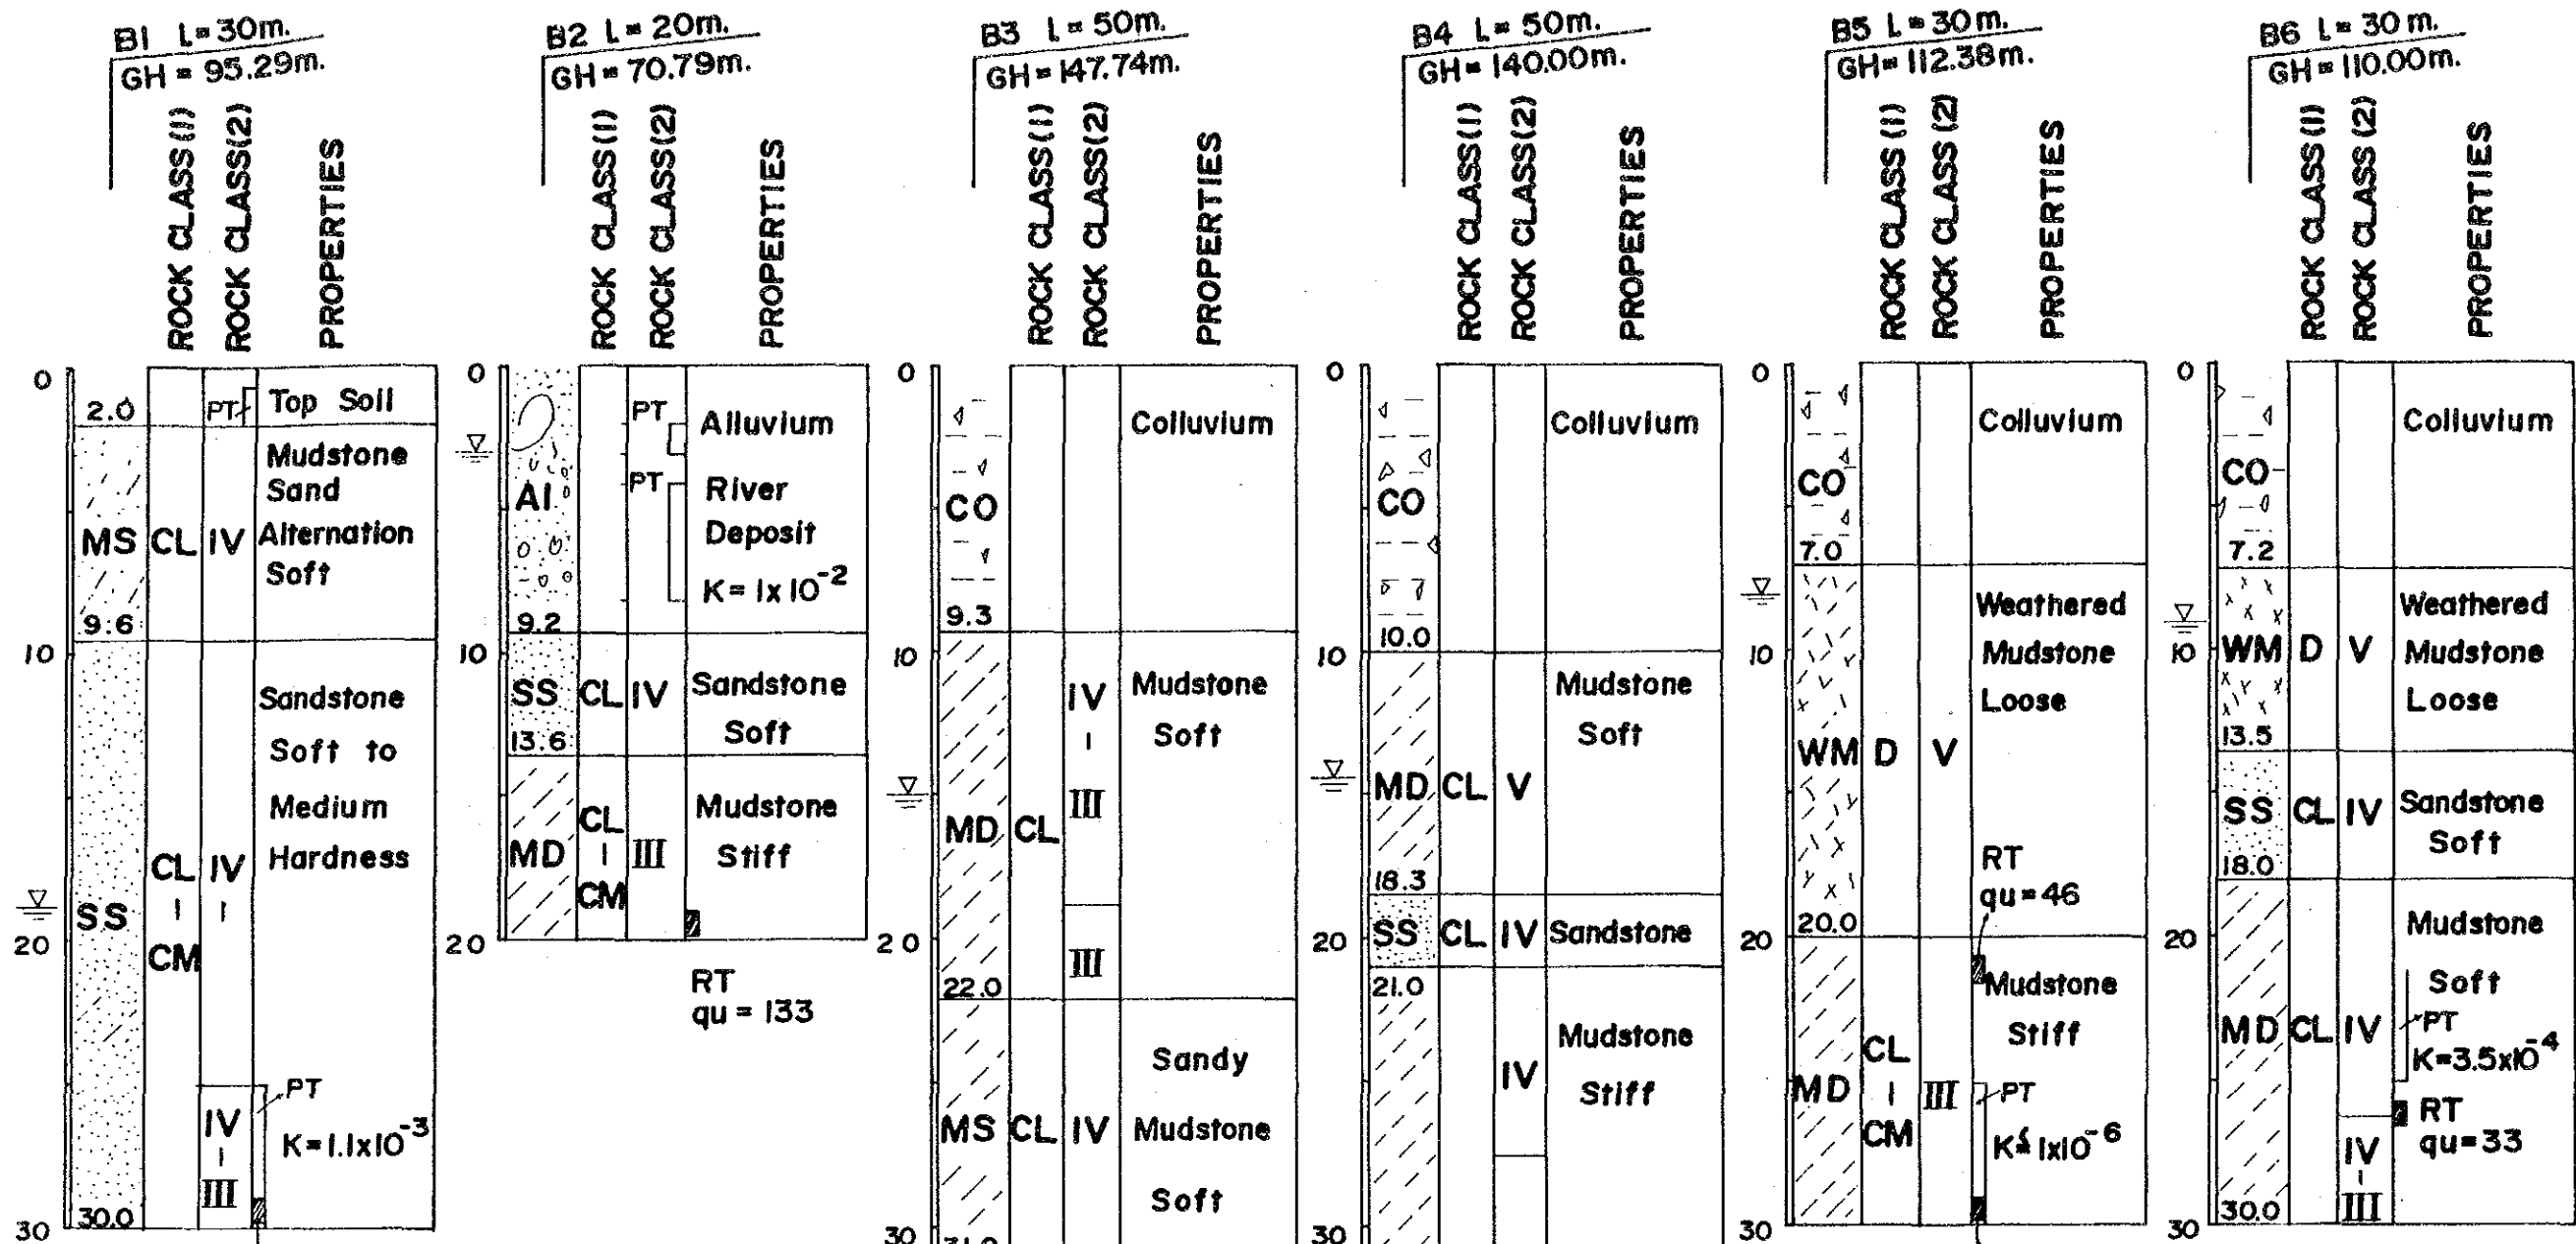 B1 L=30m.
GH=95.29m.
ROCK CLASS(1)
ROCK CLASS(2)
PROPERTIES
0
2.0
PT
Top Soil
Mudstone
Sand
MS CL IV Alternation
Soft
9.6
10
Sandstone
Soft to
Medium
Hardness
CL
IV
I
I
SS
20
CM
PT
IV
I
III
K=1.1x10-3
30.0
30
B2 L=20m.
GH=70.79m.
ROCK CLASS(1)
ROCK CLASS(2)
PROPERTIES
0
PT
Alluvium
PT
River
Al
Deposit
K=1x10-2
9.2
10
SS CL IV Sandstone
Soft
13.6
Mudstone
CL
I
MD
III
Stiff
CM
20
RT
qu=133
B3 L=50m.
GH=147.74m.
ROCK CLASS(1)
ROCK CLASS(2)
PROPERTIES
0
Colluvium
CO
9.3
10
IV
I
III
Mudstone
Soft
MD CL
20
III
22.0
Sandy
MS CL IV Mudstone
Soft
30
31.0
B4 L=50m.
GH=140.00m.
ROCK CLASS(1)
ROCK CLASS(2)
PROPERTIES
0
Colluvium
CO
10.0
10
Mudstone
Soft
MD CL V
18.3
20
SS CL IV Sandstone
21.0
Mudstone
IV
Stiff
30
B5 L=30m.
GH=112.38m.
ROCK CLASS(1)
ROCK CLASS(2)
PROPERTIES
0
Colluvium
CO
7.0
Weathered
10
Mudstone
Loose
WM D V
RT
qu=46
20.0
20
Mudstone
Stiff
CL
I
CM
MD
III
PT
K≦1x10-6
30
B6 L=30m.
GH=110.00m.
ROCK CLASS(1)
ROCK CLASS(2)
PROPERTIES
0
Colluvium
CO
7.2
Weathered
10
WM D V Mudstone
Loose
13.5
SS CL IV Sandstone
Soft
18.0
Mudstone
20
Soft
MD CL IV
PT
K=3.5x10-4
RT
qu=33
IV
I
III
30.0
30